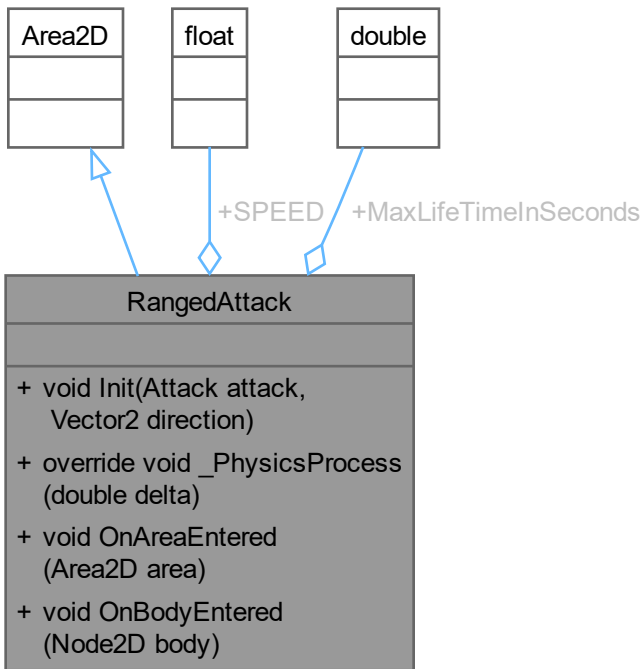 Area2D
float
double
+SPEED
+MaxLifeTimeInSeconds
RangedAttack
+ void Init(Attack attack,
Vector2 direction)
+ override void _PhysicsProcess
(double delta)
+ void OnAreaEntered
(Area2D area)
+ void OnBodyEntered
(Node2D body)